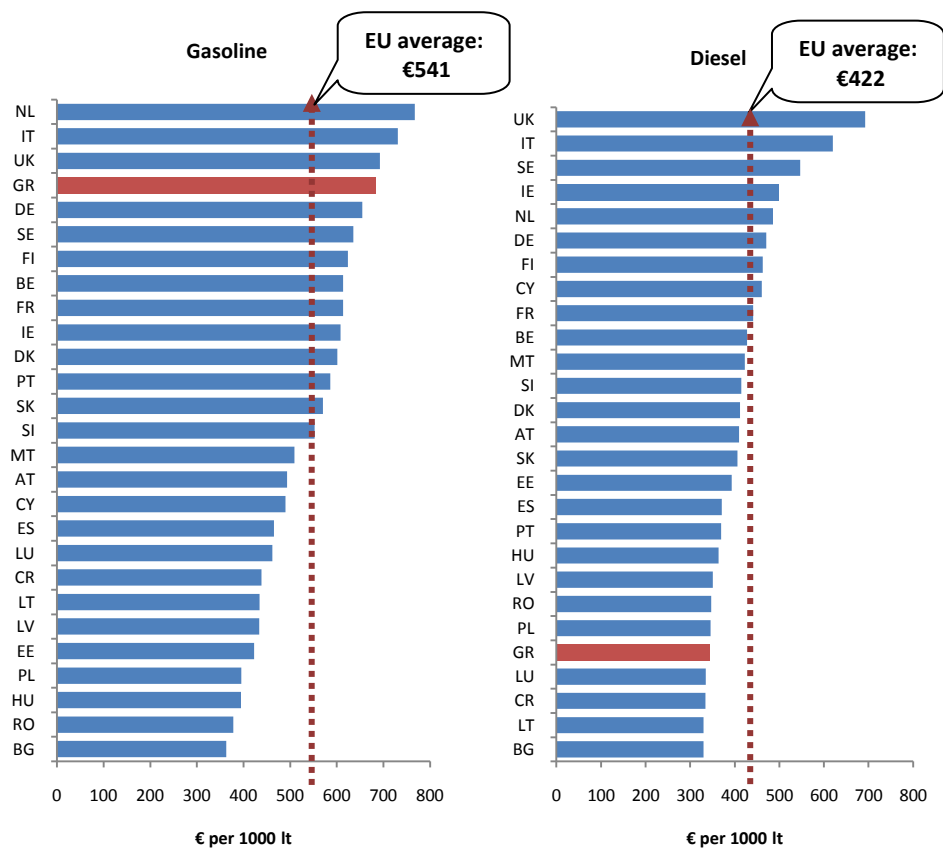 Gasoline
EU average:
€541
NL
IT
UK
GR
DE
SE
FI
BE
FR
IE
DK
PT
SK
SI
MT
AT
CY
ES
LU
CR
LT
LV
EE
PL
HU
RO
BG
0 100 200 300 400 500 600 700 800
€ per 1000 lt
Diesel
EU average:
€422
UK
IT
SE
IE
NL
DE
FI
CY
FR
BE
MT
SI
DK
AT
SK
EE
ES
PT
HU
LV
RO
PL
GR
LU
CR
LT
BG
0 100 200 300 400 500 600 700 800
€ per 1000 lt